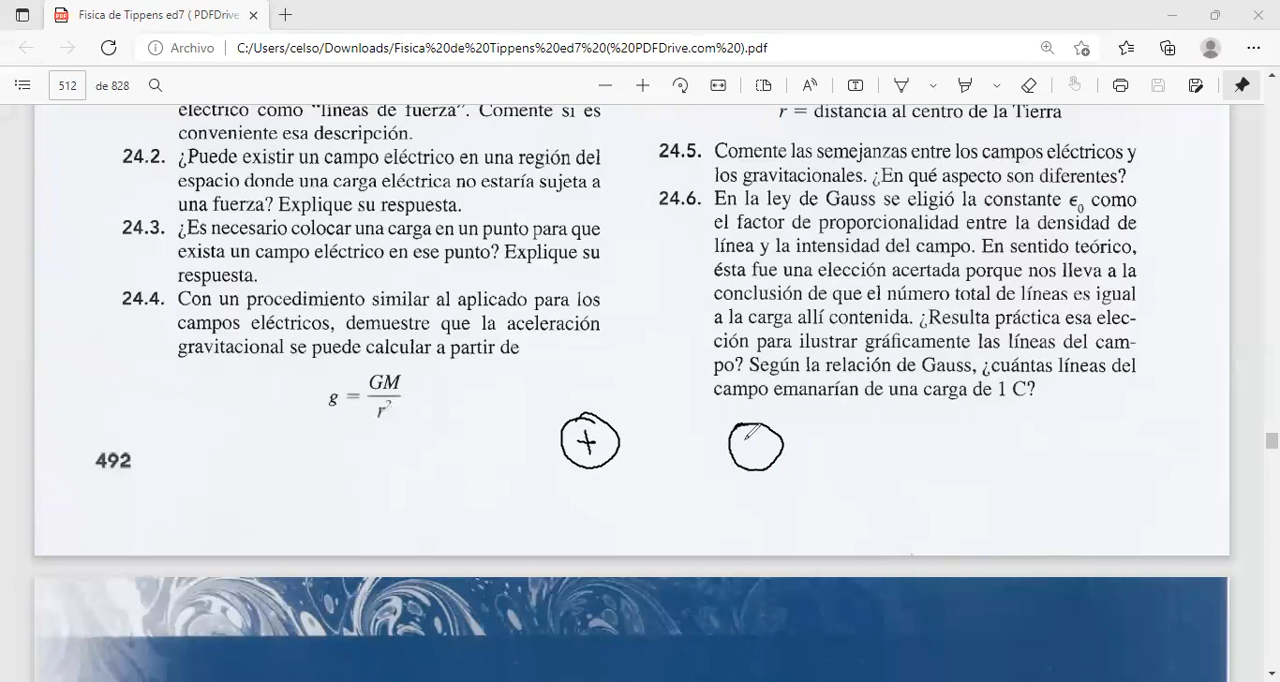 Fisica de Tippens ed7 ( PDFDrive
Archivo
C:/Users/celso/Downloads/Fisica%20de%20Tippens%20ed7%20(%20PDFDrive.com%20).pdf
512 de 828
eléctrico como "líneas de fuerza". Comente si es
conveniente esa descripción.
24.2. ¿Puede existir un campo eléctrico en una región del
espacio donde una carga eléctrica no estaría sujeta a
una fuerza? Explique su respuesta.
24.3. ¿Es necesario colocar una carga en un punto para que
exista un campo eléctrico en ese punto? Explique su
respuesta.
24.4. Con un procedimiento similar al aplicado para los
campos eléctricos, demuestre que la aceleración
gravitacional se puede calcular a partir de
g = GM / r²
492
r = distancia al centro de la Tierra
24.5. Comente las semejanzas entre los campos eléctricos y
los gravitacionales. ¿En qué aspecto son diferentes?
24.6. En la ley de Gauss se eligió la constante ϵ₀ como
el factor de proporcionalidad entre la densidad de
línea y la intensidad del campo. En sentido teórico,
ésta fue una elección acertada porque nos lleva a la
conclusión de que el número total de líneas es igual
a la carga allí contenida. ¿Resulta práctica esa elec-
ción para ilustrar gráficamente las líneas del cam-
po? Según la relación de Gauss, ¿cuántas líneas del
campo emanarían de una carga de 1 C?
+